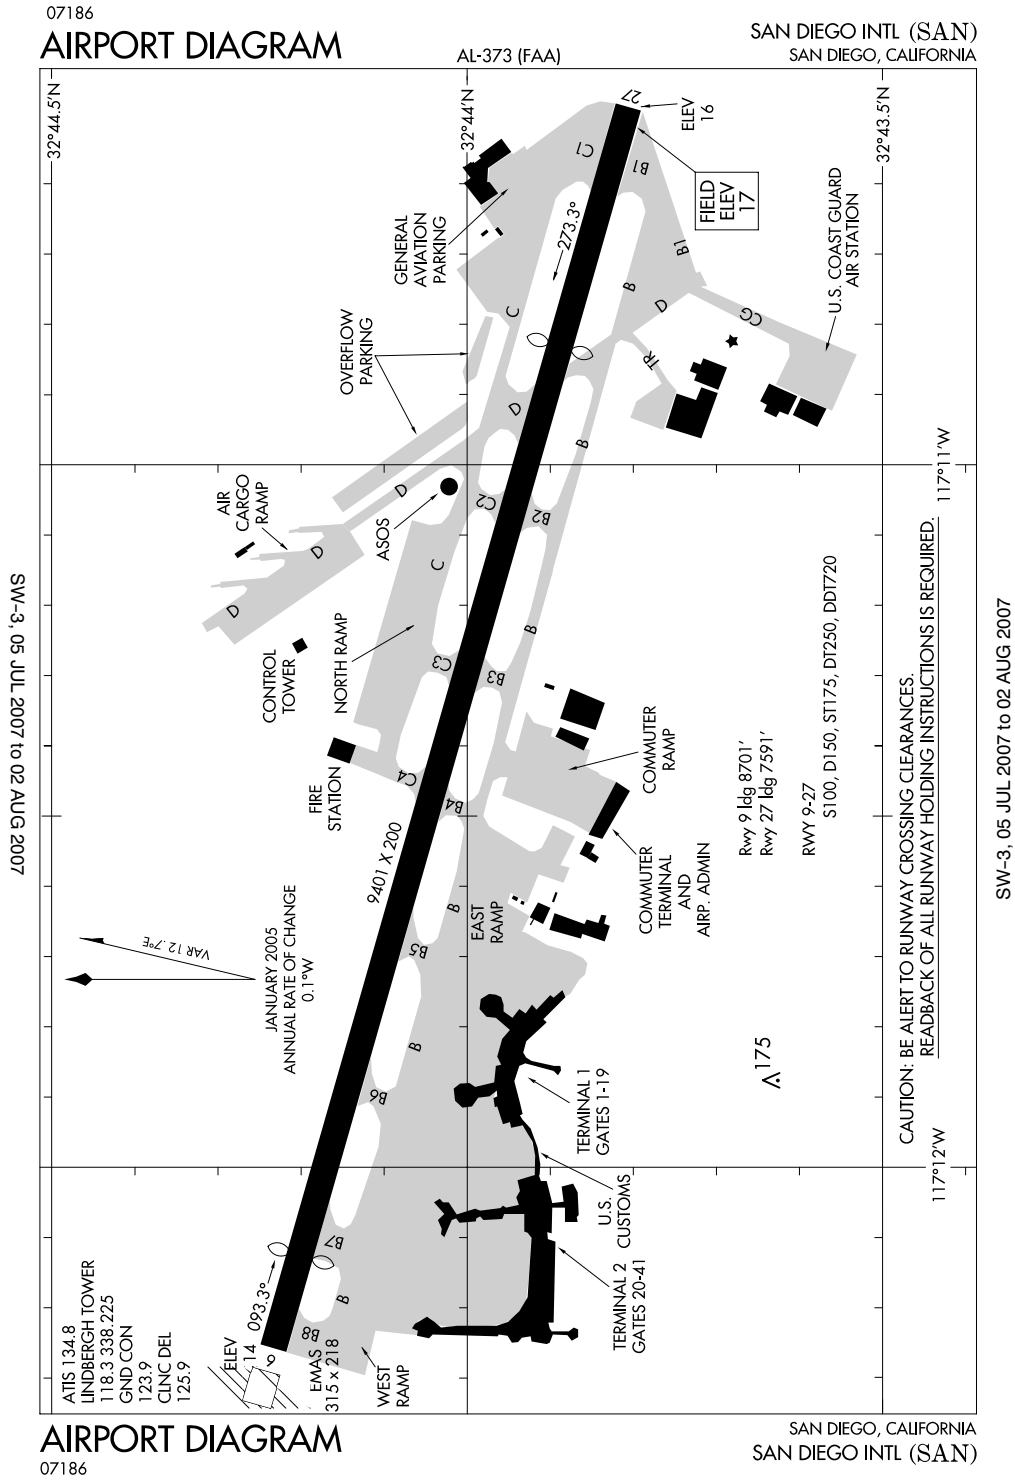 07186
AIRPORT DIAGRAM
AL-373 (FAA)
SAN DIEGO INTL (SAN)
SAN DIEGO, CALIFORNIA
32°44.5'N
32°44'N
32°43.5'N
27
ELEV
16
C1
B1
FIELD
ELEV
17
GENERAL
AVIATION
PARKING
273.3°
B1
U.S. COAST GUARD
AIR STATION
C
B
D
CG
OVERFLOW
PARKING
TR
D
B
117°11'W
AIR
CARGO
RAMP
D
ASOS
C2
B2
D
C
D
B
CONTROL
TOWER
NORTH RAMP
C3
B3
COMMUTER
RAMP
FIRE
STATION
C4
B4
9401 X 200
COMMUTER
TERMINAL
AND
AIRP. ADMIN
Rwy 9 ldg 8701'
Rwy 27 ldg 7591'
RWY 9-27
S100, D150, ST175, DT250, DDT720
CAUTION: BE ALERT TO RUNWAY CROSSING CLEARANCES.
READBACK OF ALL RUNWAY HOLDING INSTRUCTIONS IS REQUIRED.
B
EAST
RAMP
B5
VAR 12.7°E
JANUARY 2005
ANNUAL RATE OF CHANGE
0.1°W
B
B6
TERMINAL 1
GATES 1-19
175
117°12'W
U.S.
CUSTOMS
TERMINAL 2
GATES 20-41
B7
B
B8
093.3°
ELEV
14
9
EMAS
315 x 218
WEST
RAMP
ATIS 134.8
LINDBERGH TOWER
118.3 338.225
GND CON
123.9
CLNC DEL
125.9
SW-3, 05 JUL 2007 to 02 AUG 2007
SW-3, 05 JUL 2007 to 02 AUG 2007
AIRPORT DIAGRAM
07186
SAN DIEGO, CALIFORNIA
SAN DIEGO INTL (SAN)